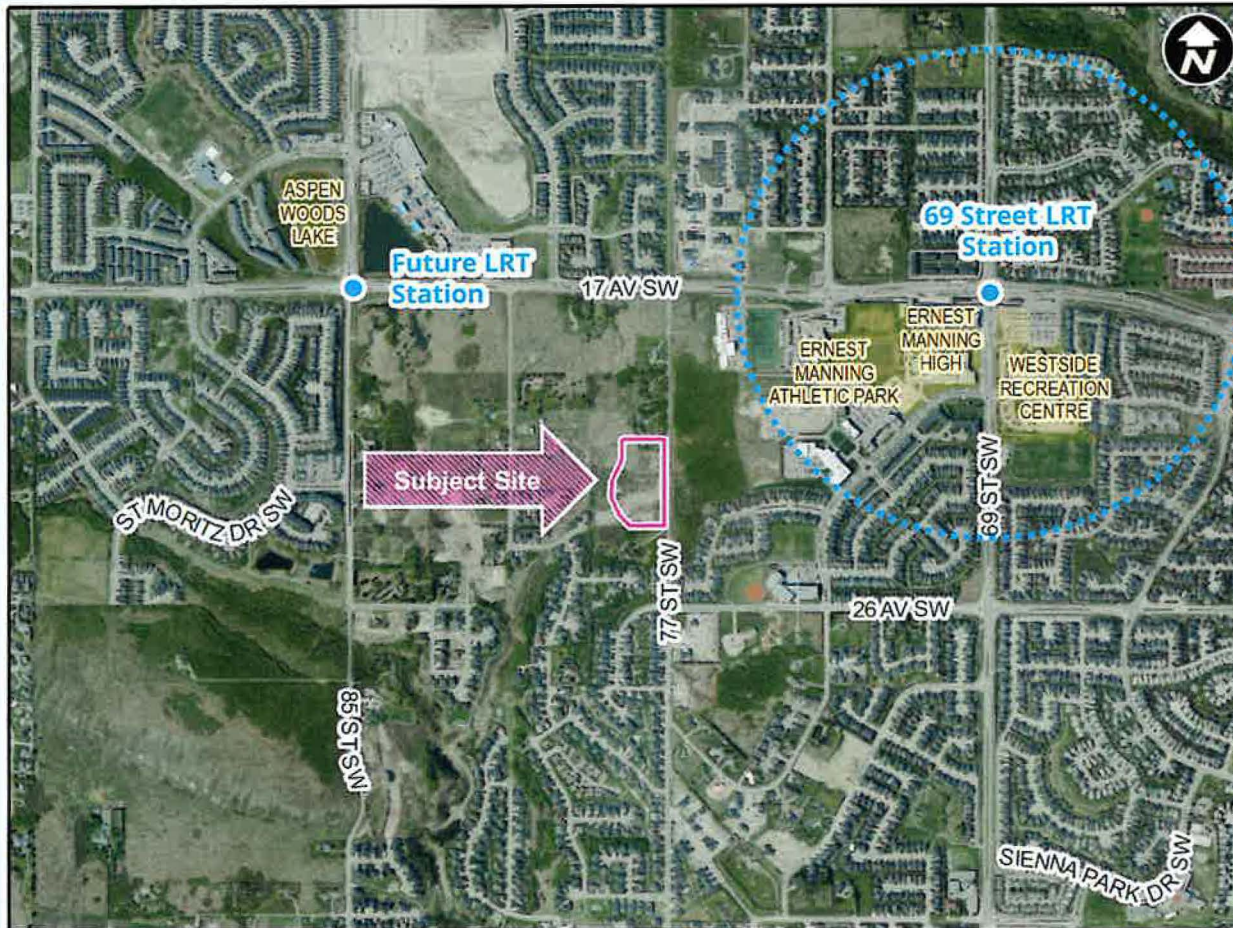 N
ASPEN
WOODS
LAKE
Future LRT
Station
17 AV SW
69 Street LRT
Station
ERNEST
MANNING
HIGH
ERNEST
MANNING
ATHLETIC PARK
WESTSIDE
RECREATION
CENTRE
Subject Site
69 ST SW
ST MORITZ DR SW
77 ST SW
26 AV SW
85 ST SW
SIENNA PARK DR SW